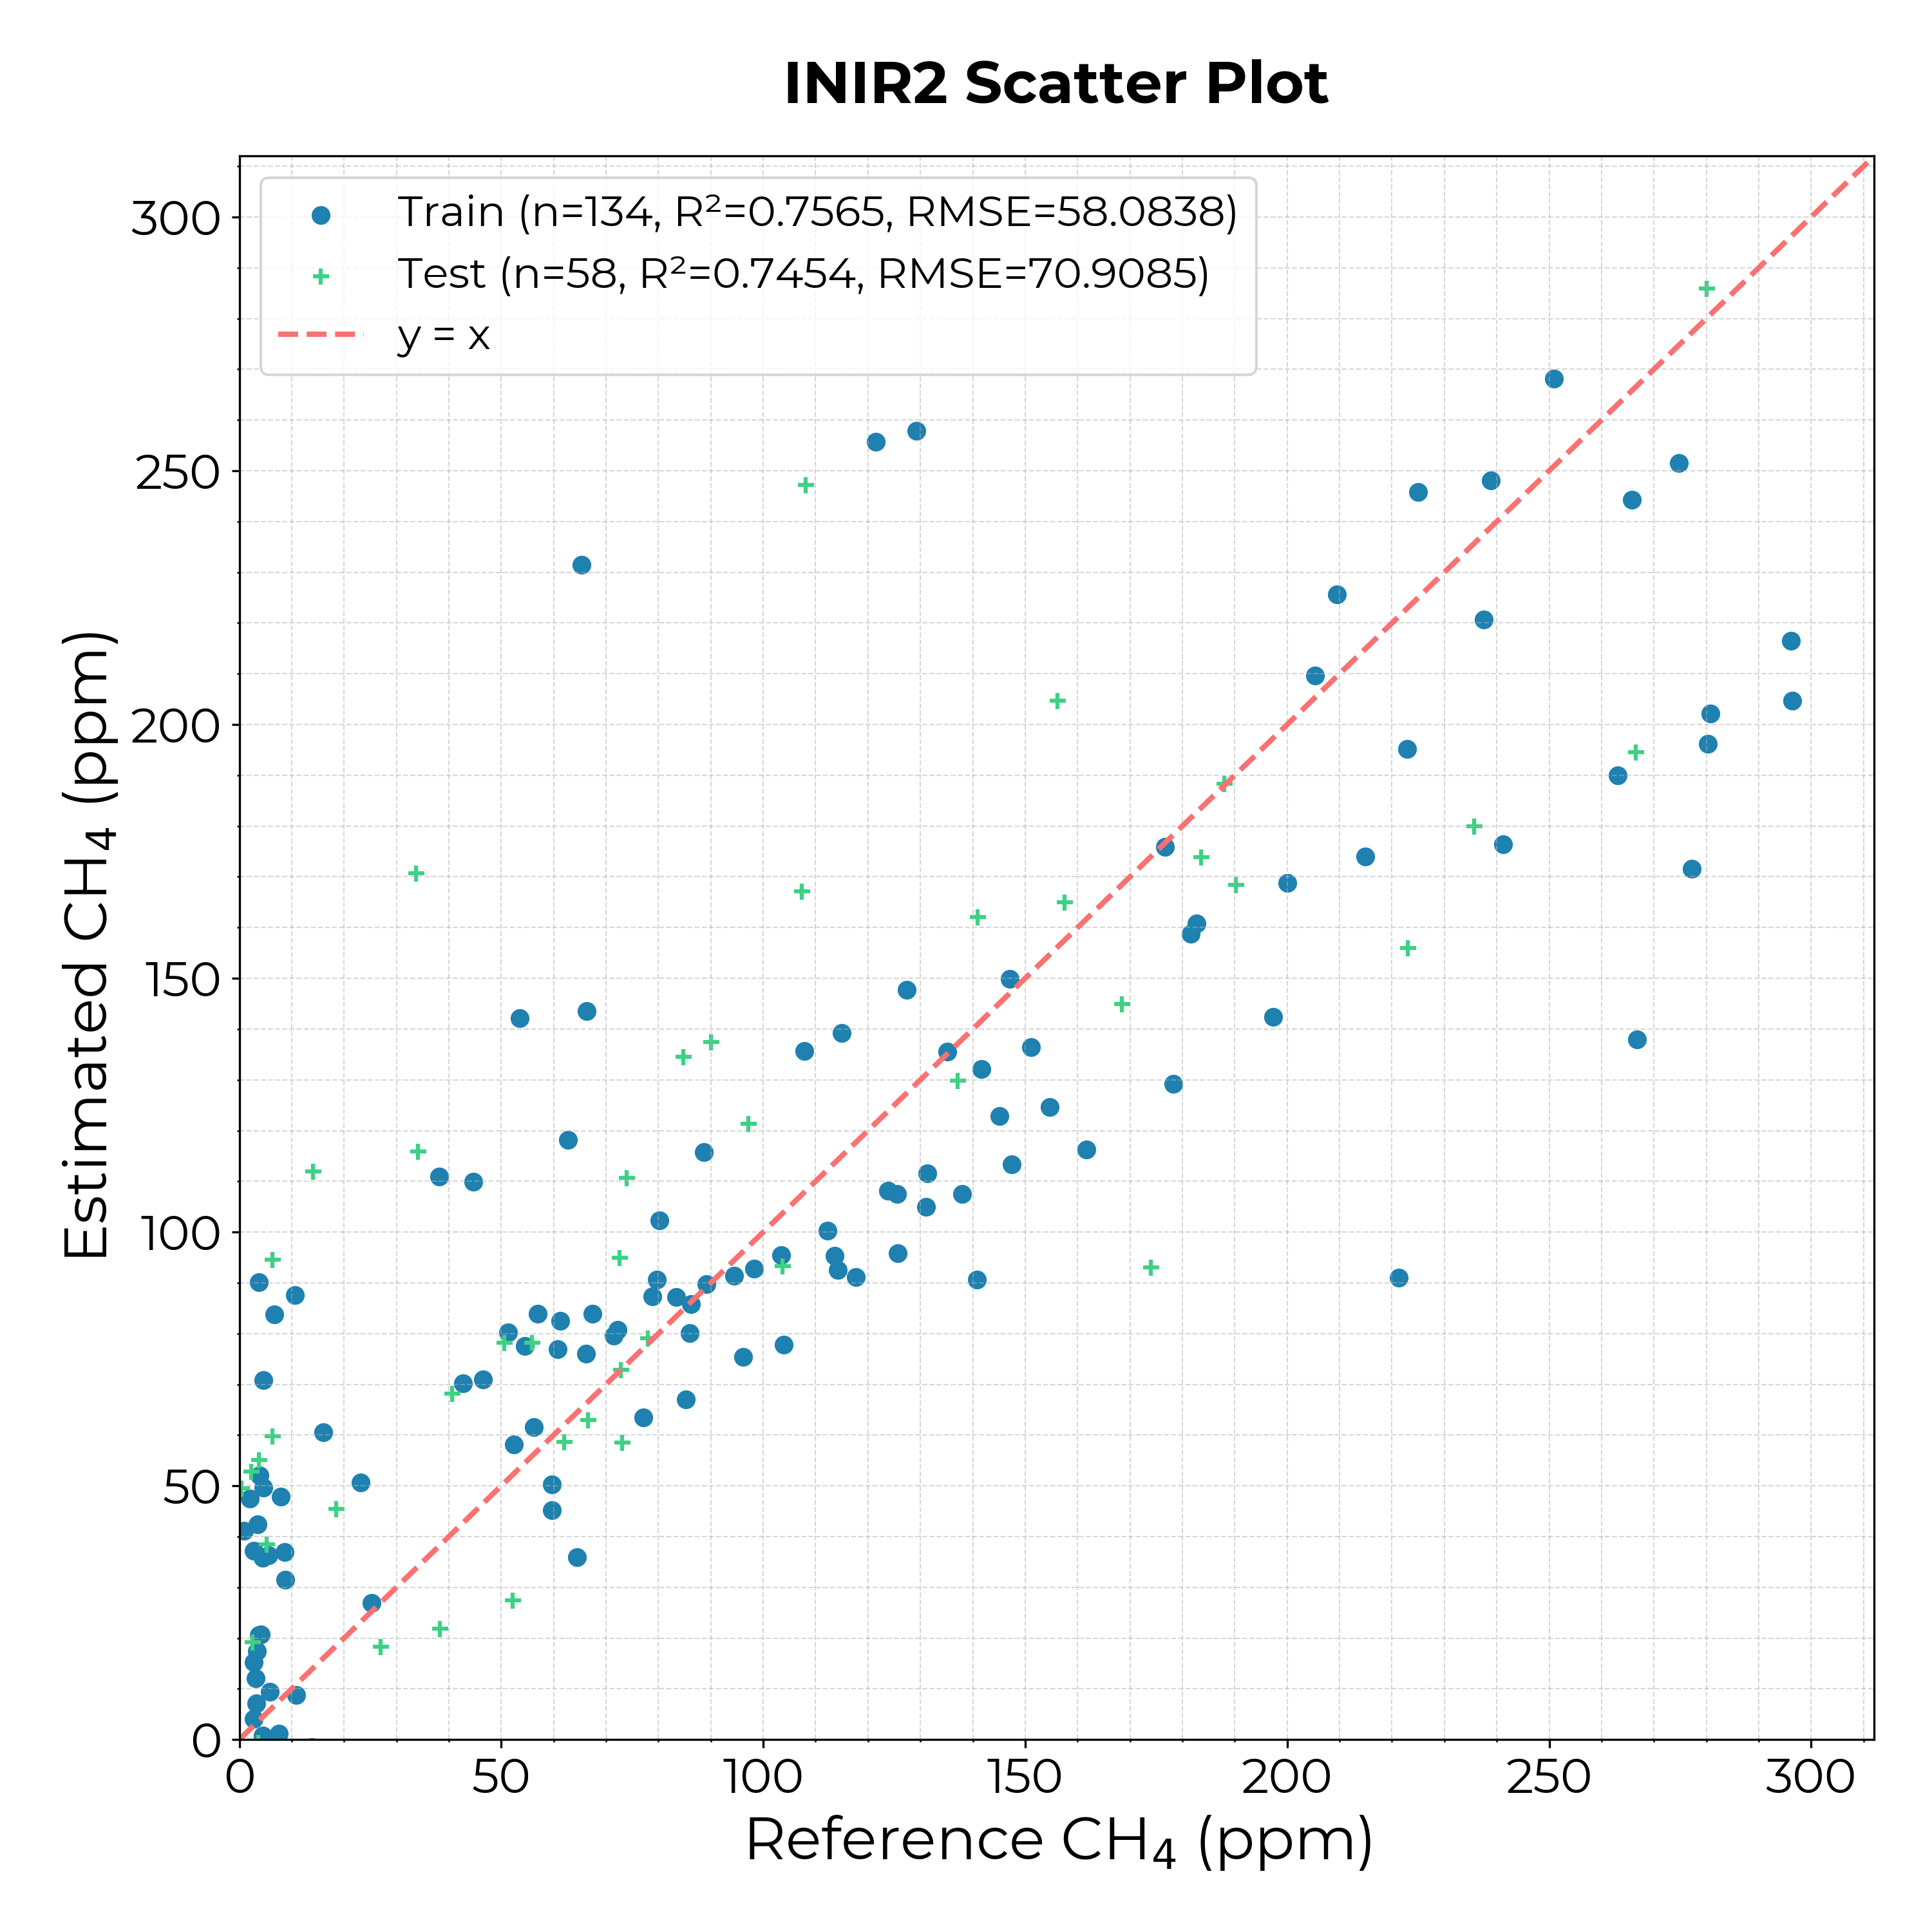 INIR2 Scatter Plot
Train (n=134, R²=0.7565, RMSE=58.0838)
Test (n=58, R²=0.7454, RMSE=70.9085)
y = x
Estimated CH₄ (ppm)
300
250
200
150
100
50
0
0 50 100 150 200 250 300
Reference CH₄ (ppm)